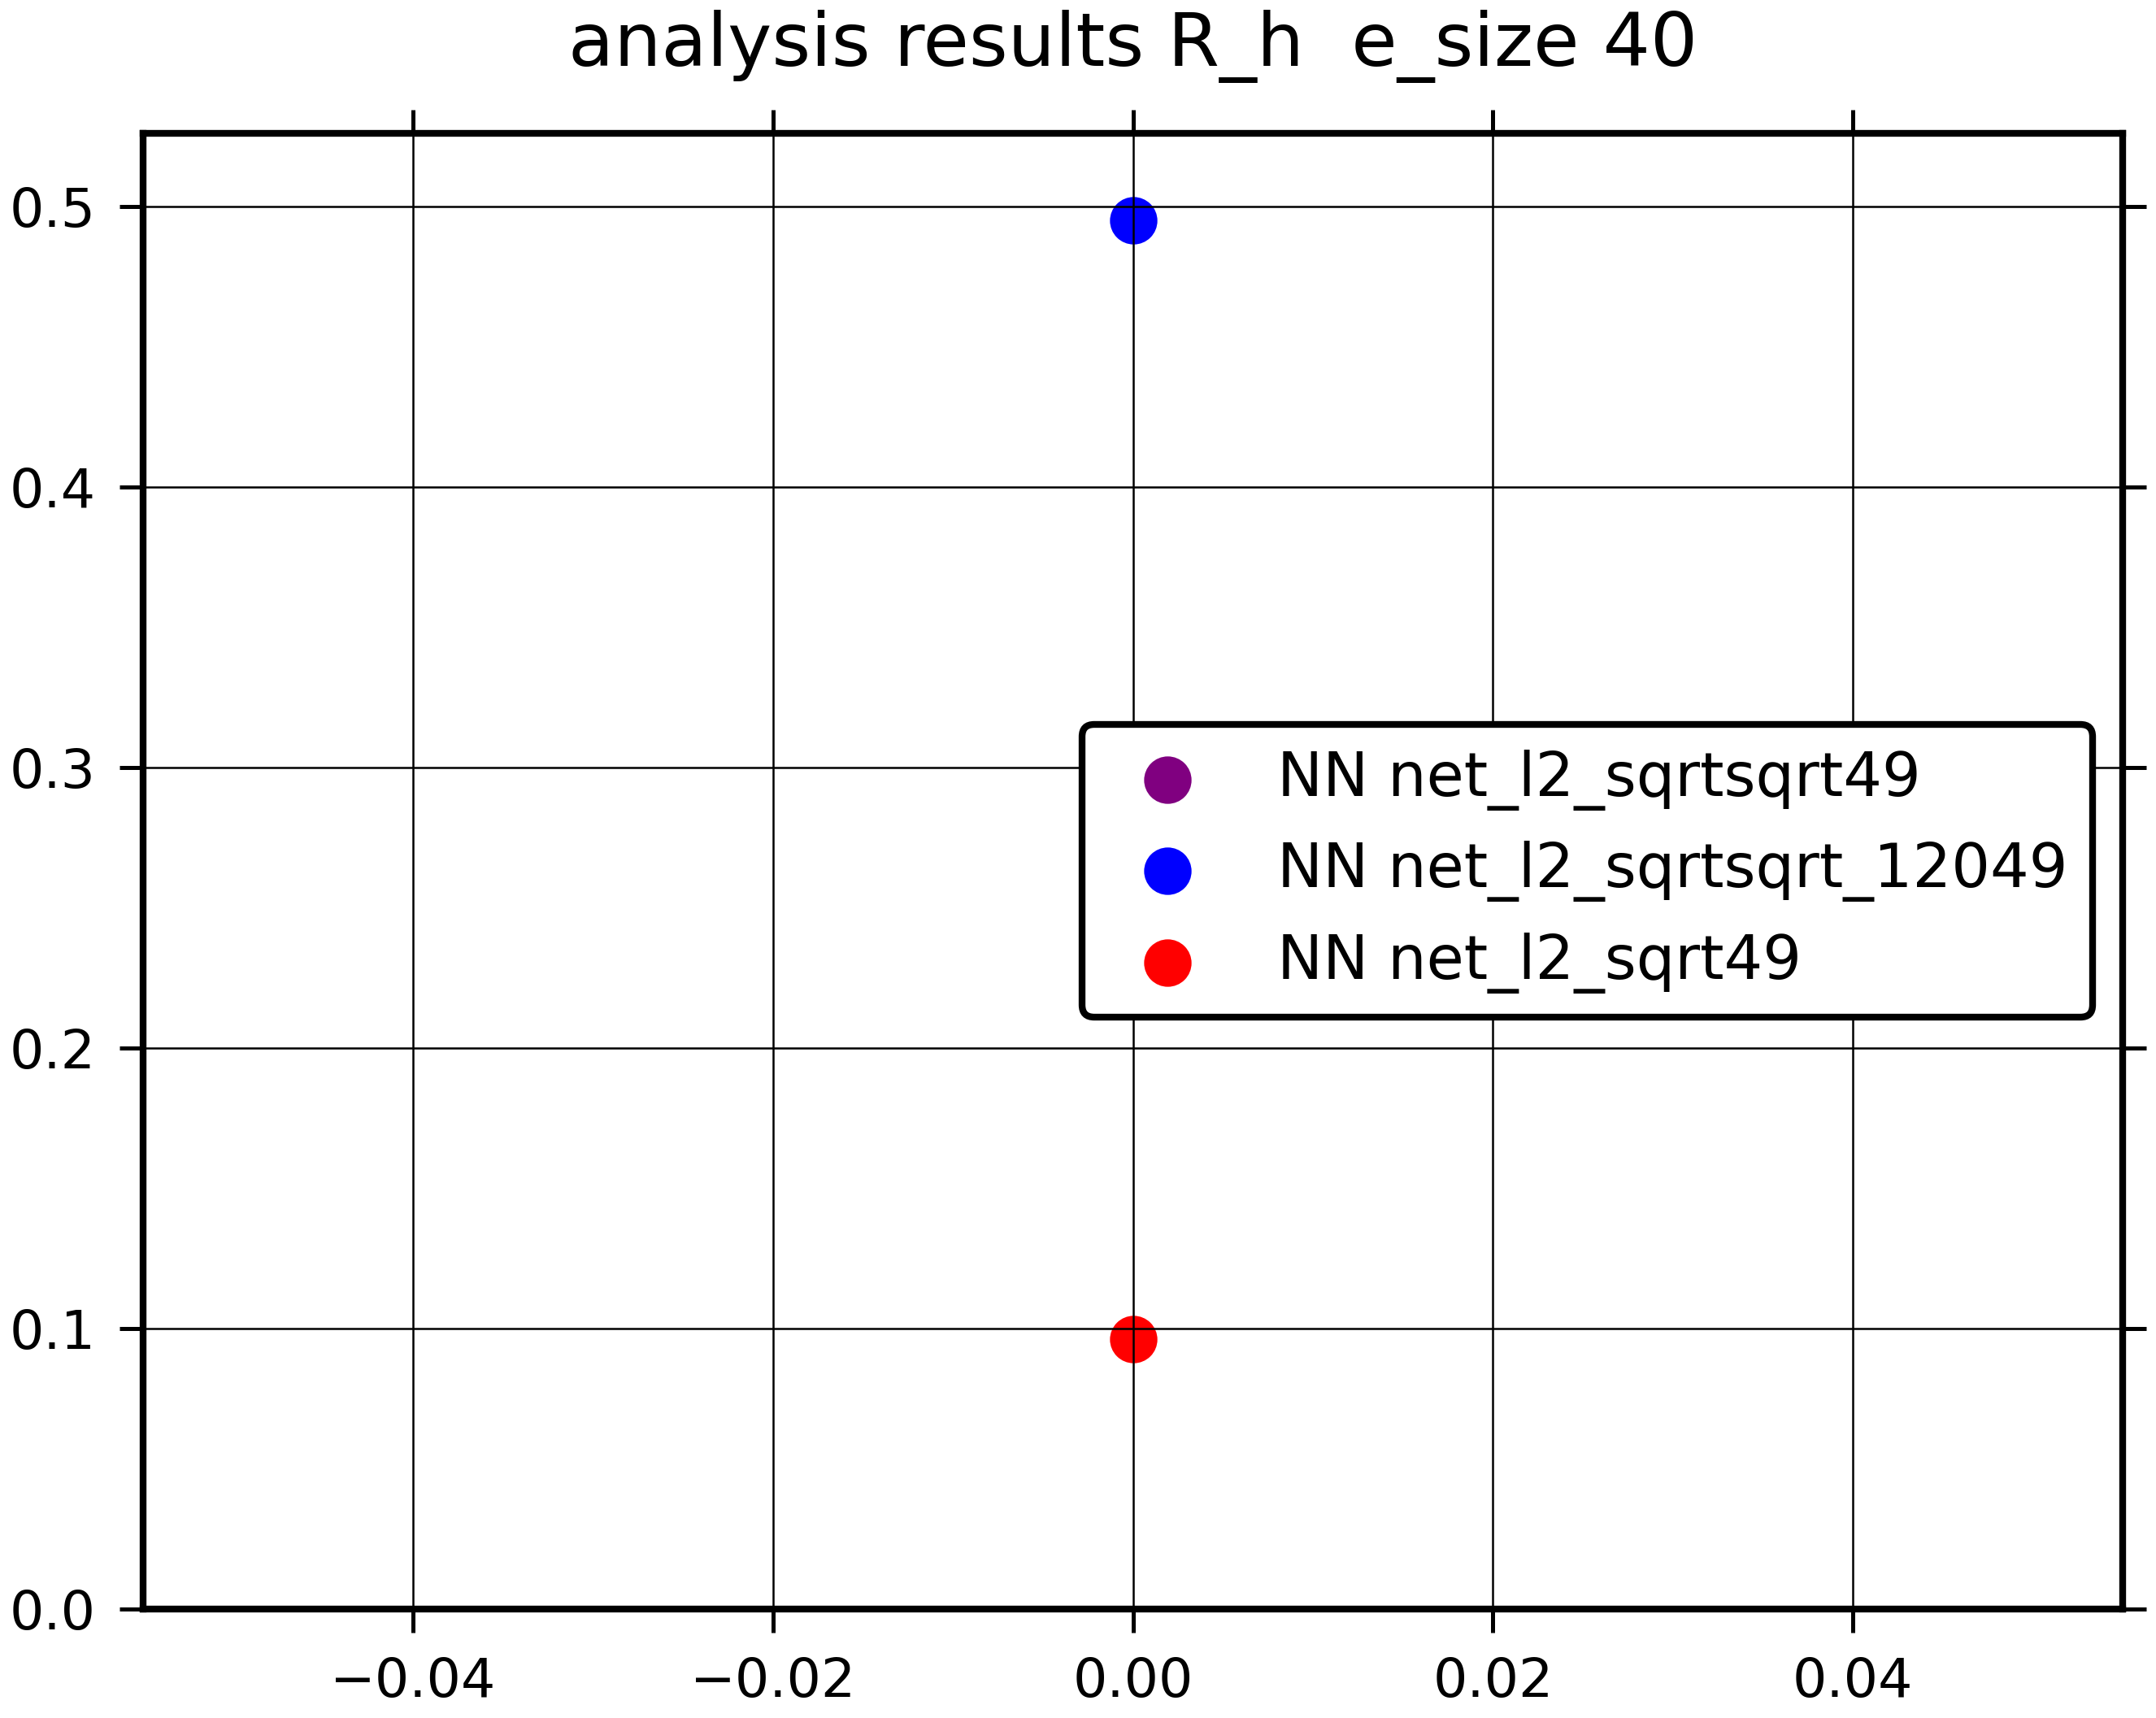 analysis results R_h  e_size 40
0.5
0.4
0.3
0.2
0.1
0.0
NN net_l2_sqrtsqrt49
NN net_l2_sqrtsqrt_12049
NN net_l2_sqrt49
−0.04 −0.02 0.00 0.02 0.04